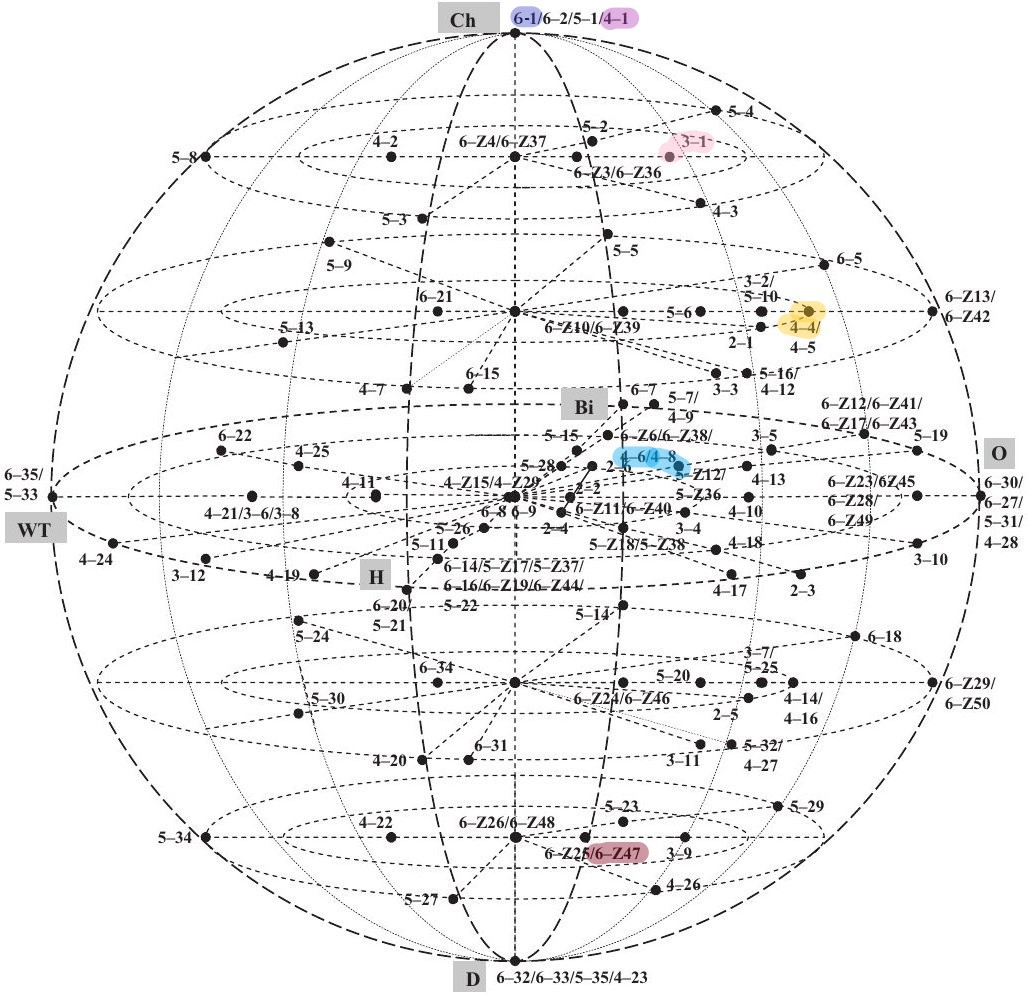 Ch 6-1/6–2/5–1/4–1
5–4
5–2
4–2 6–Z4/6–Z37 3–1
5–8
6–Z3/6–Z36
4–3
5–3
5–5
5–9 6–5
3–2/
6–21 5–10 6–Z13/
5–6 6–Z42
5–13 6–Z10/6–Z39 4–4/
2–1 4–5
6–15 5–16/
4–7 3–3 4–12
6–7 5–7/
Bi 4–9 6–Z12/6–Z41/
6–Z17/6–Z43
6–22 5–15 6–Z6/6–Z38/ 3–5 5–19
4–25 4–6/4–8 O
5–28 2–6 5–Z12/
6–35/ 4–11 4–Z15/4–Z29 4–13 6–Z23/6Z45 6–30/
5–33 2–2 5–Z36 6–27/
4–21/3–6/3–8 6–8 6–9 6–Z11/6–Z40 4–10 6–Z28/
WT 5–26 2–4 3–4 6–Z49 5–31/
4–24 5–11 5–Z18/5–Z38 4–18 4–28
3–12 4–19 H 6–14/5–Z17/5–Z37/ 3–10
6–16/6–Z19/6–Z44/ 4–17 2–3
6–20/ 5–22
5–21 5–14
5–24 6–18
3–7/
6–34 5–20 5–25
6–Z24/6–Z46 6–Z29/
5–30 2–5 4–14/ 6–Z50
4–16
6–31 5–32/
4–20 3–11 4–27
5–23 5–29
4–22 6–Z26/6–Z48
5–34
6–Z25/6–Z47 3–9
4–26
5–27
D 6–32/6–33/5–35/4–23